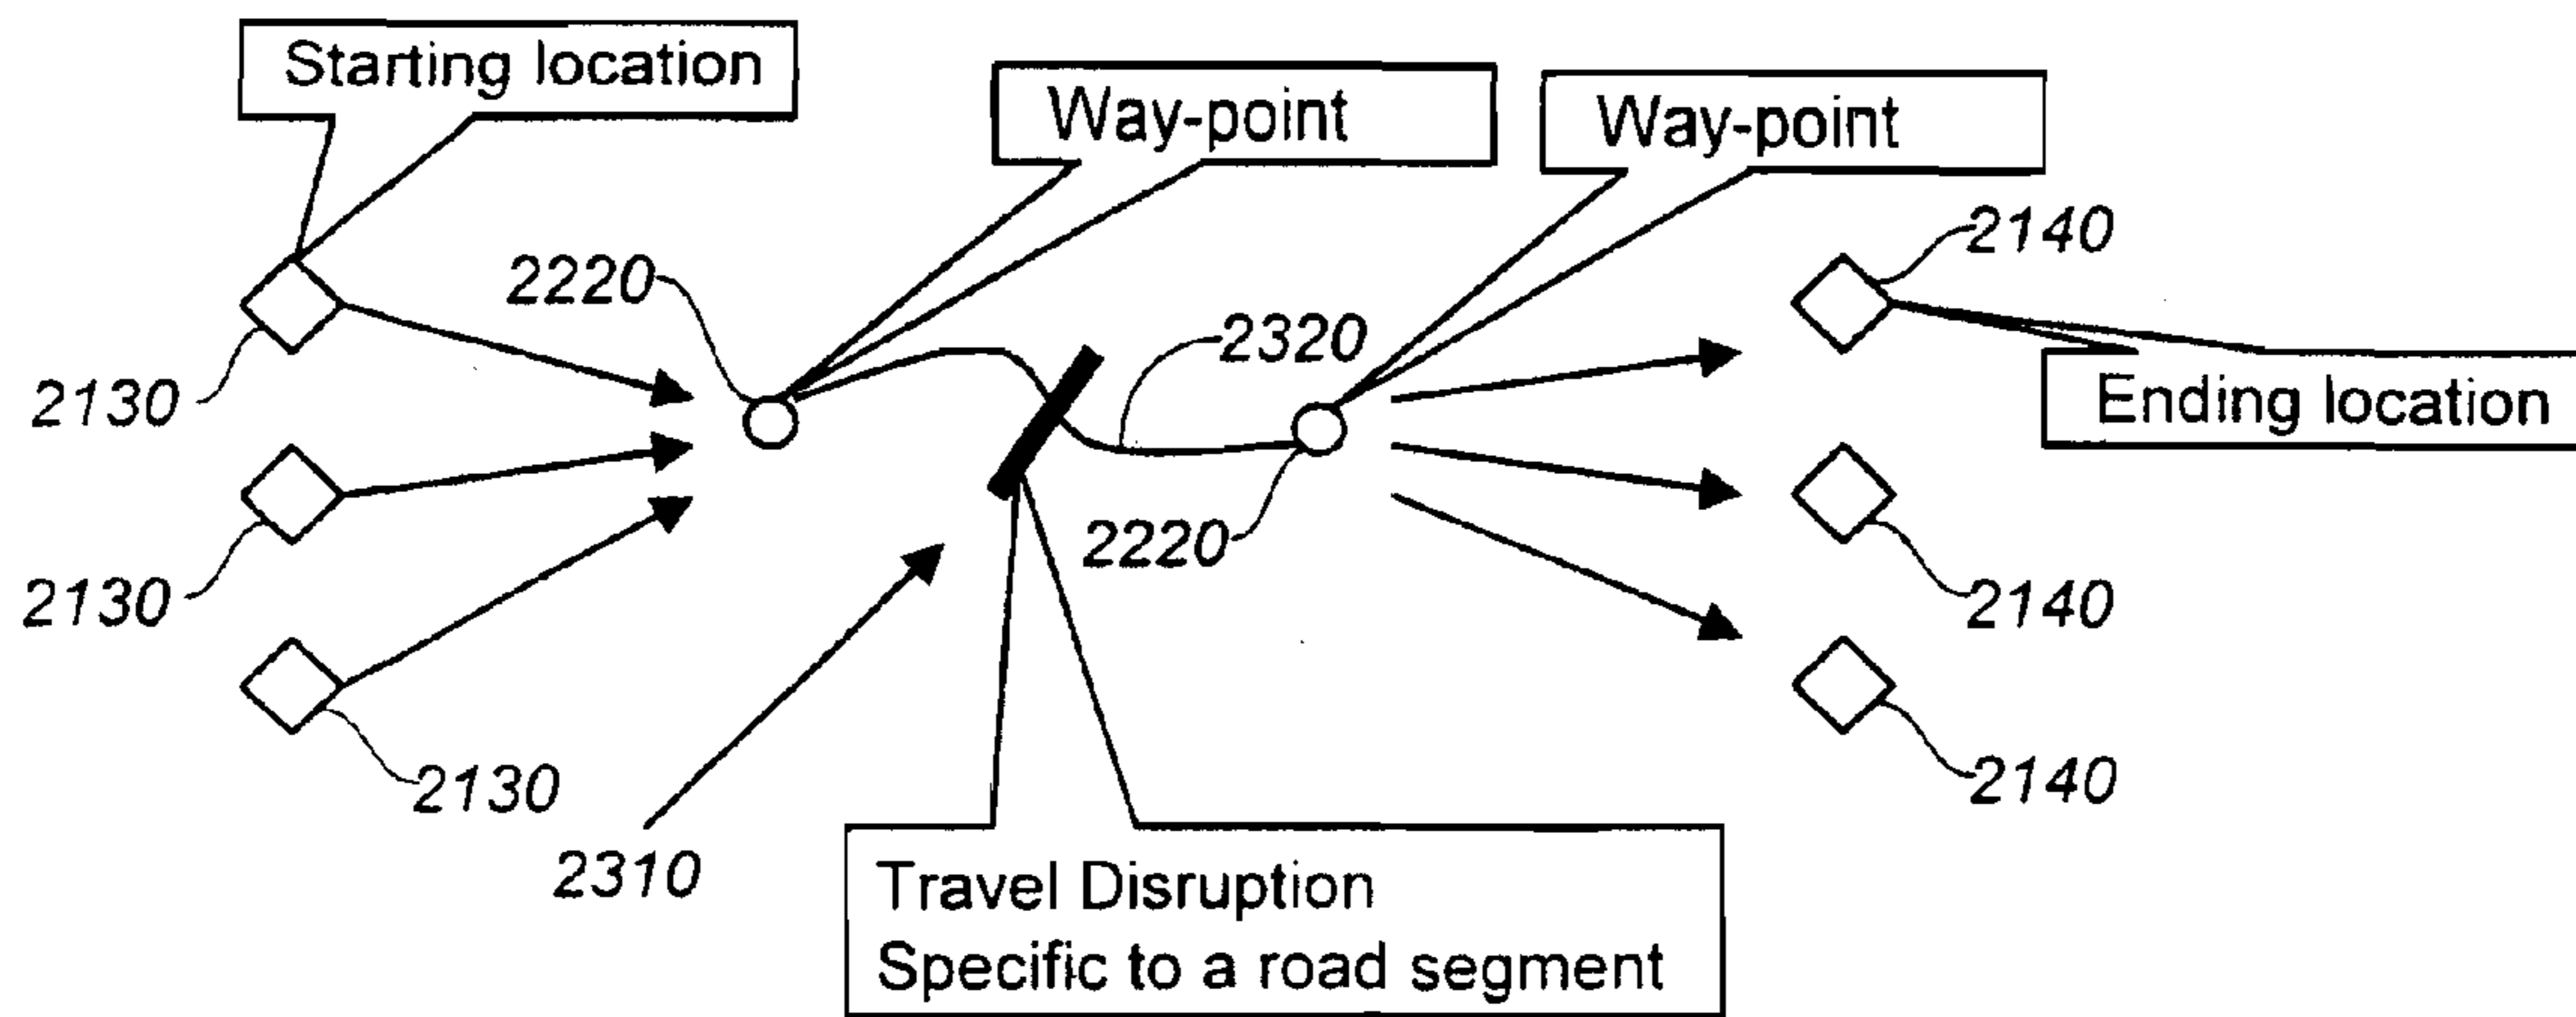 Starting location
Way-point
Way-point
2140
2220
2320
2130
Ending location
2220
2130
2140
2130
2140
2310
Travel Disruption
Specific to a road segment